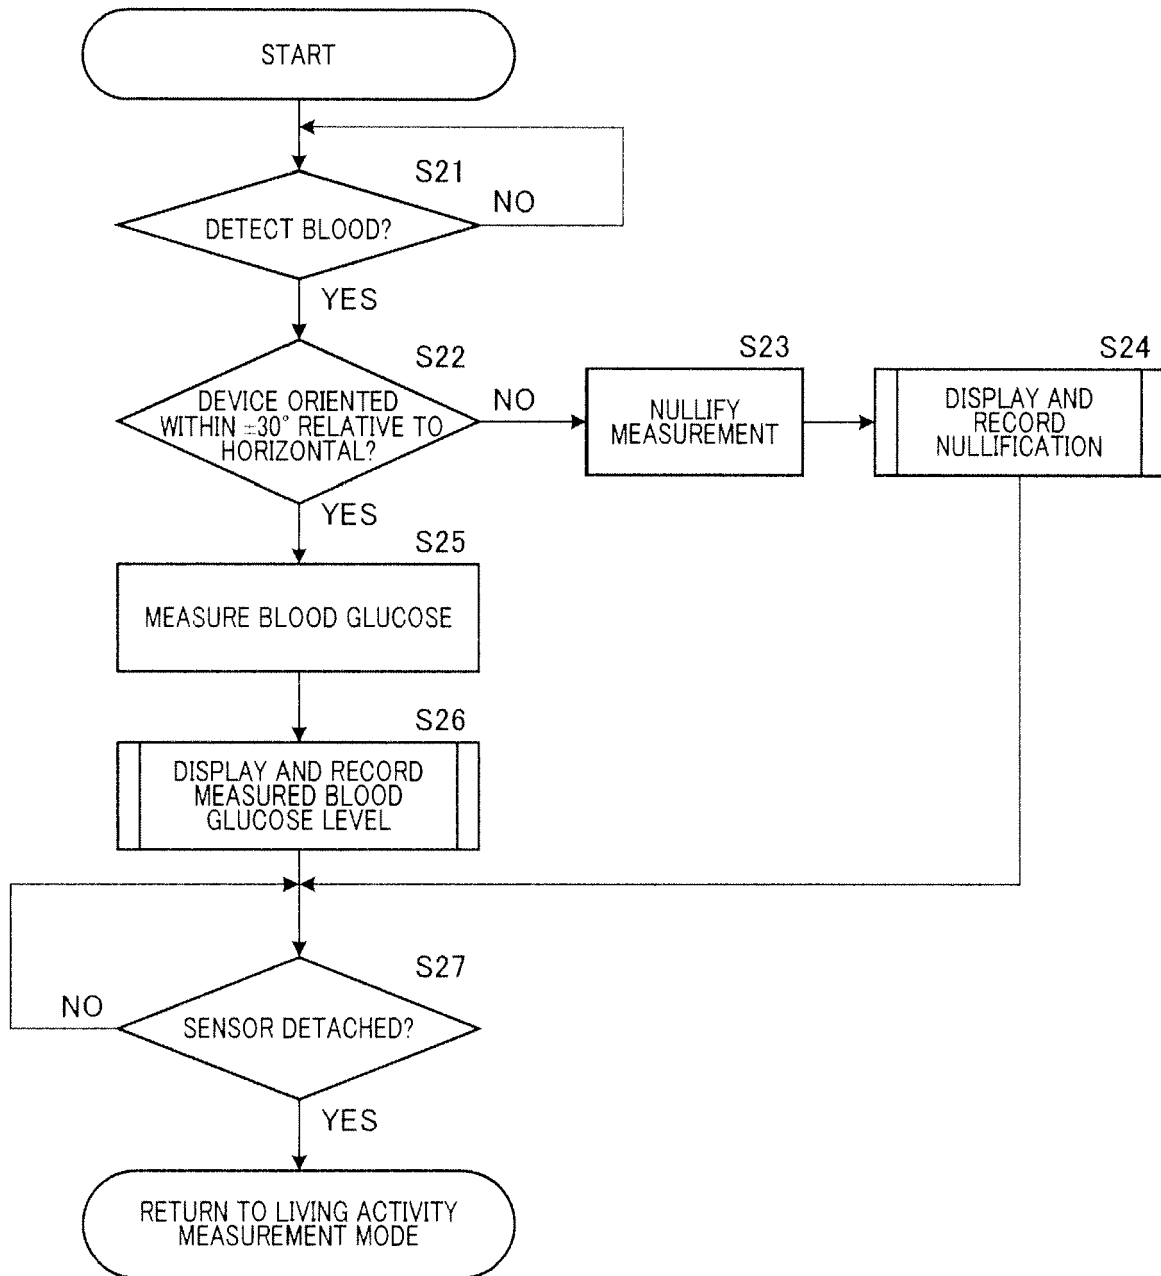 START
S21
DETECT BLOOD?
NO
YES
S22
DEVICE ORIENTED
WITHIN ±30° RELATIVE TO
HORIZONTAL?
NO
YES
S23
NULLIFY
MEASUREMENT
S24
DISPLAY AND
RECORD
NULLIFICATION
S25
MEASURE BLOOD GLUCOSE
S26
DISPLAY AND RECORD
MEASURED BLOOD
GLUCOSE LEVEL
S27
SENSOR DETACHED?
NO
YES
RETURN TO LIVING ACTIVITY
MEASUREMENT MODE